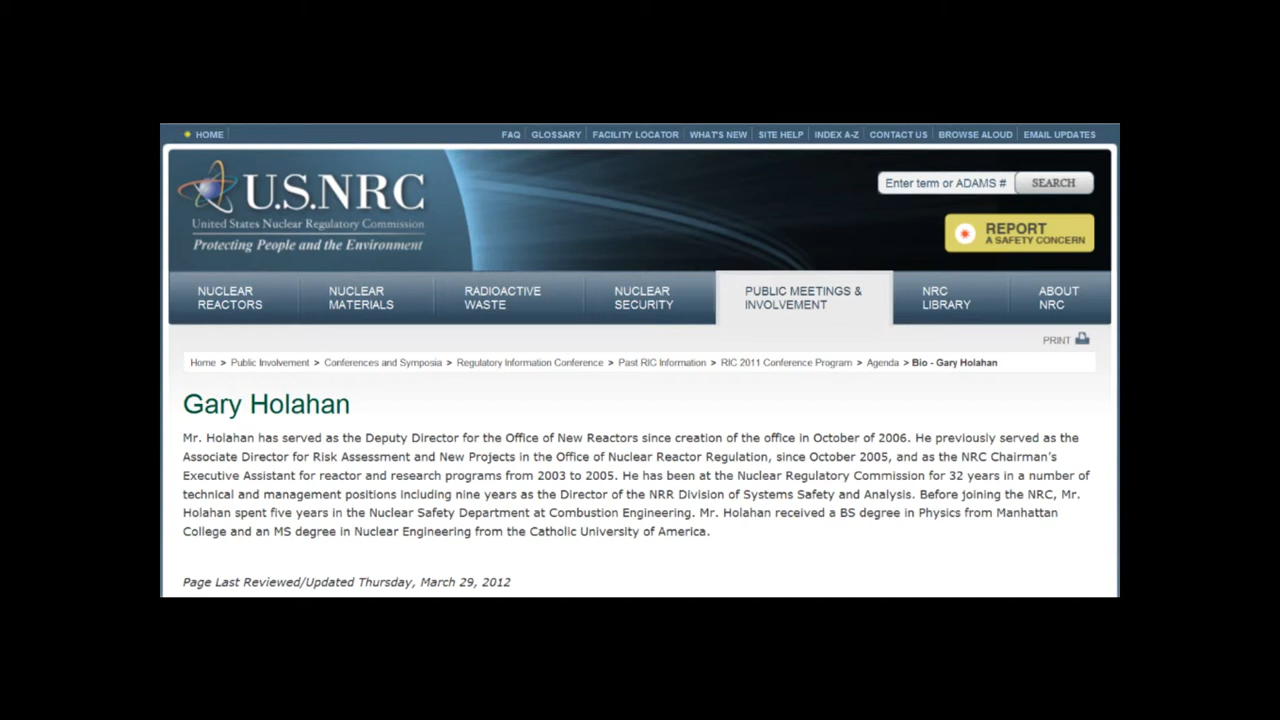 HOME
FAQ GLOSSARY FACILITY LOCATOR WHAT'S NEW SITE HELP INDEX A-Z CONTACT US BROWSE ALOUD EMAIL UPDATES
U.S.NRC
United States Nuclear Regulatory Commission
Protecting People and the Environment
Enter term or ADAMS # SEARCH
REPORT
A SAFETY CONCERN
NUCLEAR REACTORS
NUCLEAR MATERIALS
RADIOACTIVE WASTE
NUCLEAR SECURITY
PUBLIC MEETINGS & INVOLVEMENT
NRC LIBRARY
ABOUT NRC
PRINT
Home > Public Involvement > Conferences and Symposia > Regulatory Information Conference > Past RIC Information > RIC 2011 Conference Program > Agenda > Bio - Gary Holahan
Gary Holahan
Mr. Holahan has served as the Deputy Director for the Office of New Reactors since creation of the office in October of 2006. He previously served as the
Associate Director for Risk Assessment and New Projects in the Office of Nuclear Reactor Regulation, since October 2005, and as the NRC Chairman's
Executive Assistant for reactor and research programs from 2003 to 2005. He has been at the Nuclear Regulatory Commission for 32 years in a number of
technical and management positions including nine years as the Director of the NRR Division of Systems Safety and Analysis. Before joining the NRC, Mr.
Holahan spent five years in the Nuclear Safety Department at Combustion Engineering. Mr. Holahan received a BS degree in Physics from Manhattan
College and an MS degree in Nuclear Engineering from the Catholic University of America.
Page Last Reviewed/Updated Thursday, March 29, 2012